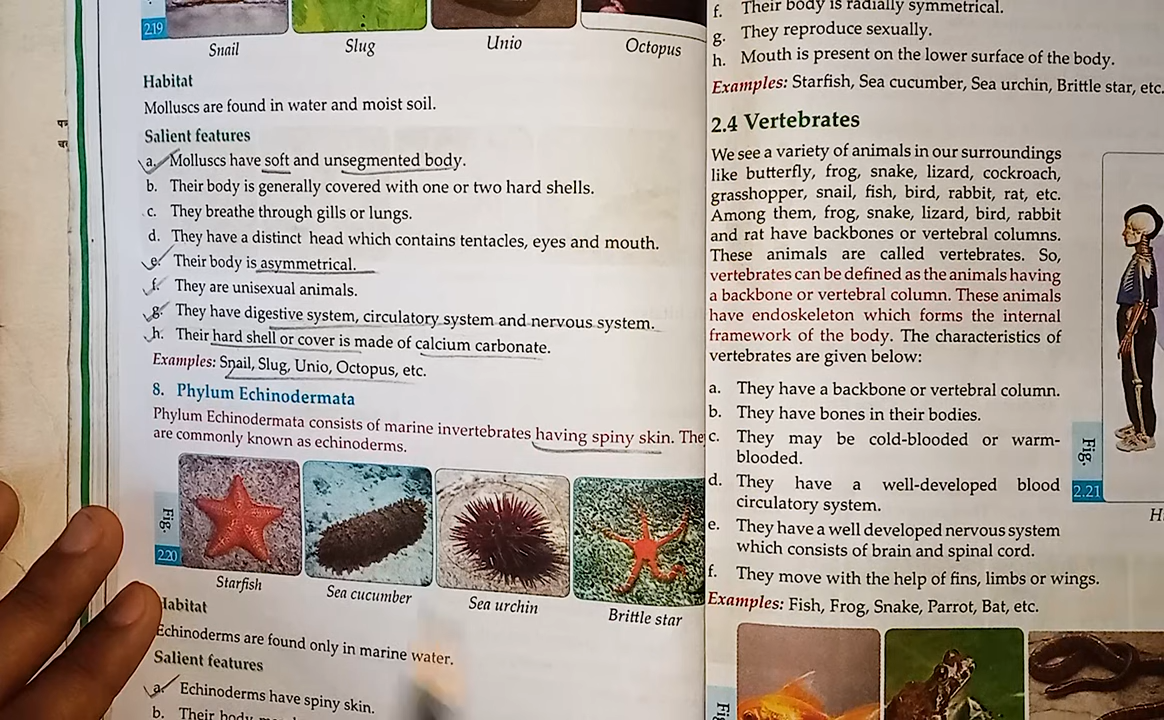 2.19
Snail
Slug
Unio
Octopus
Habitat
Molluscs are found in water and moist soil.
Salient features
a. Molluscs have soft and unsegmented body.
b. Their body is generally covered with one or two hard shells.
c. They breathe through gills or lungs.
d. They have a distinct head which contains tentacles, eyes and mouth.
e. Their body is asymmetrical.
f. They are unisexual animals.
g. They have digestive system, circulatory system and nervous system.
h. Their hard shell or cover is made of calcium carbonate.
Examples: Snail, Slug, Unio, Octopus, etc.
8. Phylum Echinodermata
Phylum Echinodermata consists of marine invertebrates having spiny skin. The
are commonly known as echinoderms.
Fig.
2.20
Starfish
Sea cucumber
Sea urchin
Brittle star
Habitat
Echinoderms are found only in marine water.
Salient features
a. Echinoderms have spiny skin.
b. Their body
f. Their body is radially symmetrical.
g. They reproduce sexually.
h. Mouth is present on the lower surface of the body.
Examples: Starfish, Sea cucumber, Sea urchin, Brittle star, etc.
2.4 Vertebrates
We see a variety of animals in our surroundings
like butterfly, frog, snake, lizard, cockroach,
grasshopper, snail, fish, bird, rabbit, rat, etc.
Among them, frog, snake, lizard, bird, rabbit
and rat have backbones or vertebral columns.
These animals are called vertebrates. So,
vertebrates can be defined as the animals having
a backbone or vertebral column. These animals
have endoskeleton which forms the internal
framework of the body. The characteristics of
vertebrates are given below:
a. They have a backbone or vertebral column.
b. They have bones in their bodies.
c. They may be cold-blooded or warm-
blooded.
d. They have a well-developed blood
circulatory system.
e. They have a well developed nervous system
which consists of brain and spinal cord.
f. They move with the help of fins, limbs or wings.
Examples: Fish, Frog, Snake, Parrot, Bat, etc.
Fig.
2.21
H
Fig